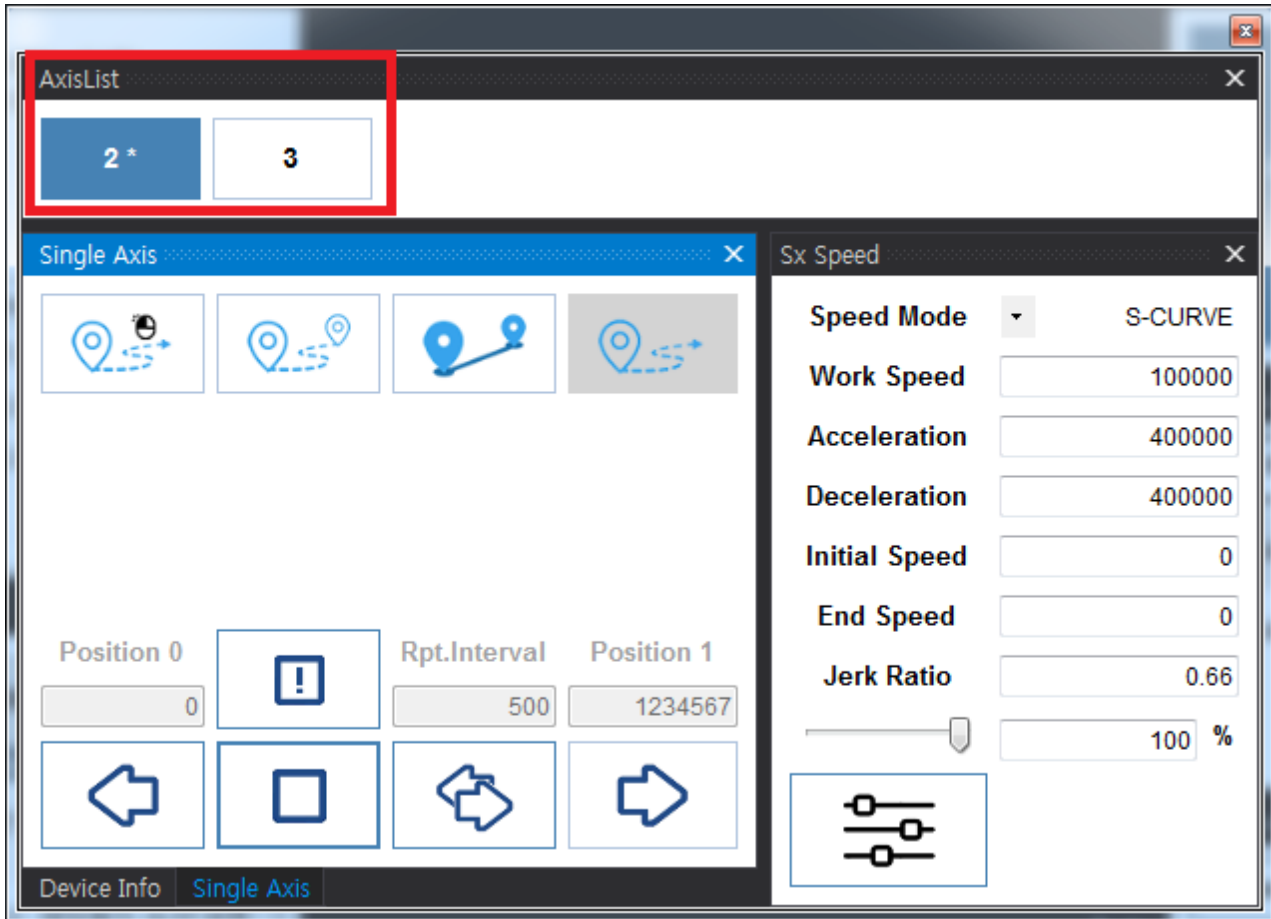 AxisList
2 *
3
Single Axis
Sx Speed
Speed Mode S-CURVE
Work Speed 100000
Acceleration 400000
Deceleration 400000
Initial Speed 0
End Speed 0
Jerk Ratio 0.66
100 %
Position 0 Rpt.Interval Position 1
0 500 1234567
Device Info Single Axis